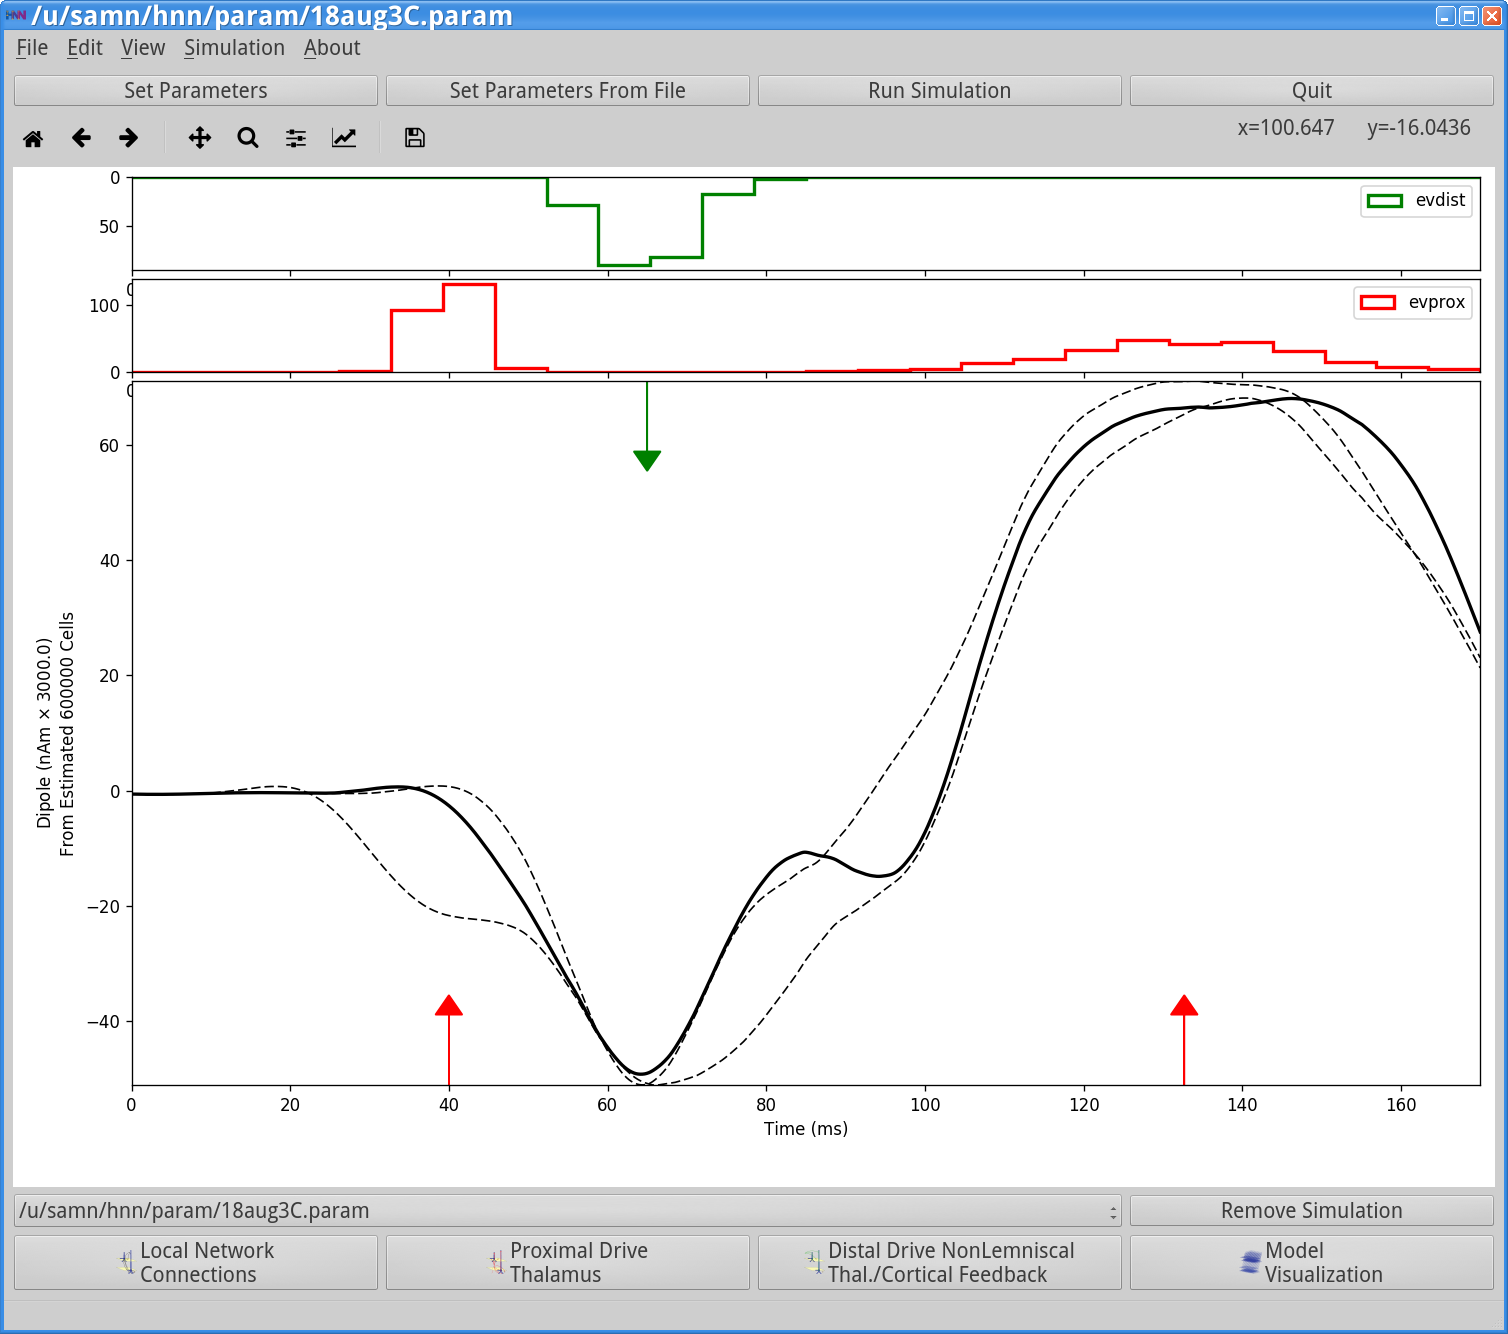 HNN /u/samn/hnn/param/18aug3C.param
File Edit View Simulation About
Set Parameters Set Parameters From File Run Simulation Quit
x=100.647 y=-16.0436
0
50
evdist
0
100
0
evprox
0
60
40
20
0
−20
−40
Dipole (nAm × 3000.0)
From Estimated 600000 Cells
0 20 40 60 80 100 120 140 160
Time (ms)
/u/samn/hnn/param/18aug3C.param Remove Simulation
Local Network
Connections
Proximal Drive
Thalamus
Distal Drive NonLemniscal
Thal./Cortical Feedback
Model
Visualization